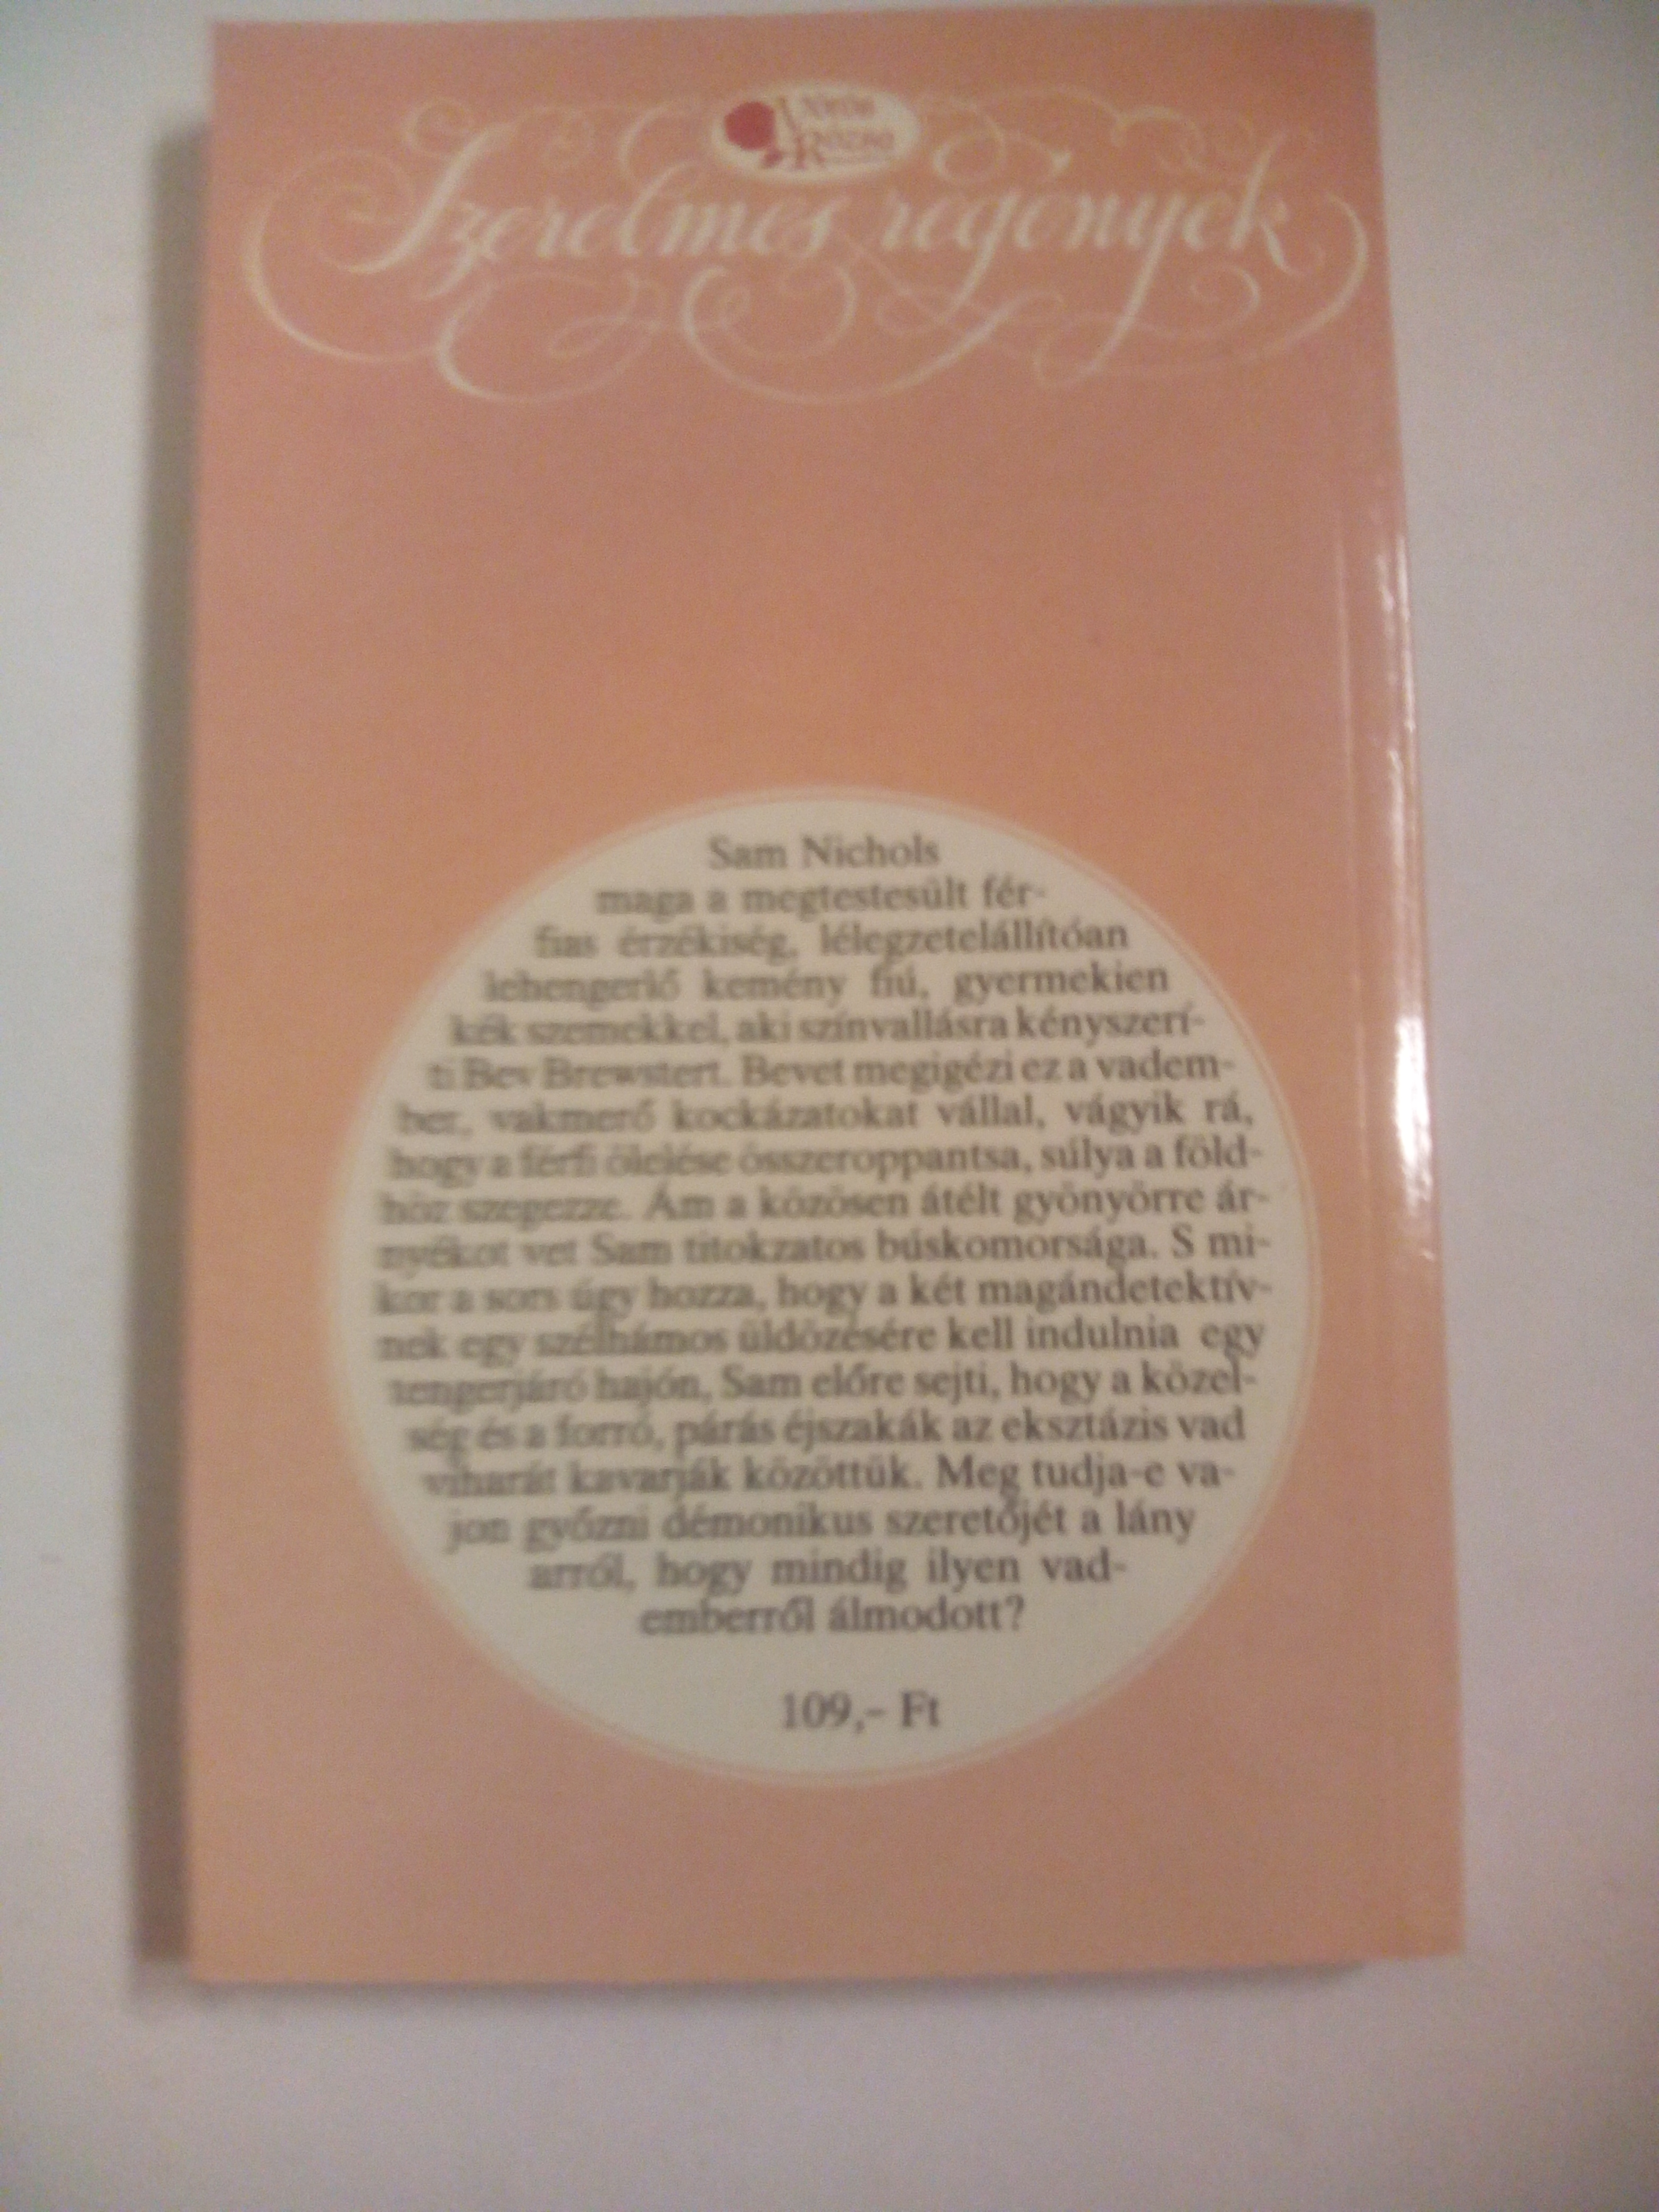 Vörös
Rózsa
Szerelmes regények
Sam Nichols
maga a megtestesült fér-
fias érzékiség, lélegzetelállítóan
lehengerlő kemény fiú, gyermekien
kék szemekkel, aki színvallásra kényszerí-
ti Bev Brewstert. Bevet megigézi ez a vadem-
ber, vakmerő kockázatokat vállal, vágyik rá,
hogy a férfi ölelése összeroppantsa, súlya a föld-
höz szegezze. Ám a közösen átélt gyönyörre ár-
nyékot vet Sam titokzatos búskomorsága. S mi-
kor a sors úgy hozza, hogy a két magándetektív-
nek egy szélhámos üldözésére kell indulnia egy
tengerjáró hajón, Sam előre sejti, hogy a közel-
ség és a forró, párás éjszakák az eksztázis vad
viharát kavarják közöttük. Meg tudja-e va-
jon győzni démonikus szeretőjét a lány
arról, hogy mindig ilyen vad-
emberről álmodott?
109,- Ft